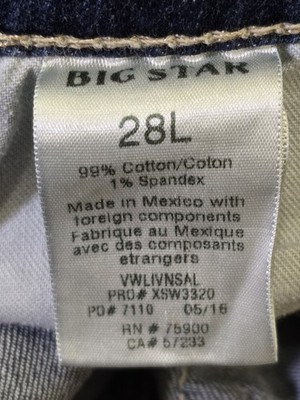 BIG STAR
28L
99% Cotton/Coton
1% Spandex
Made in Mexico with
foreign components
Fabrique au Mexique
avec des composants
etrangers
VWLIVNSAL
PRO# XSW3320
PO# 7110 05/16
RN # 75900
CA# 57233